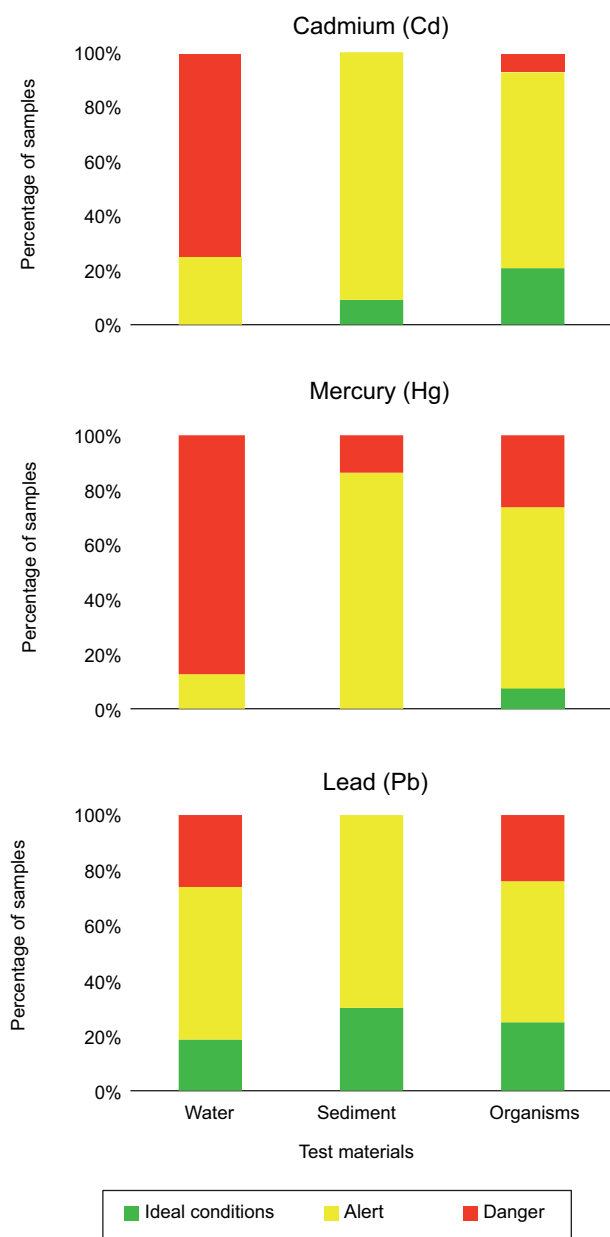 Cadmium (Cd)
Percentage of samples
100%
80%
60%
40%
20%
0%
Mercury (Hg)
Percentage of samples
100%
80%
60%
40%
20%
0%
Lead (Pb)
Percentage of samples
100%
80%
60%
40%
20%
0%
Water Sediment Organisms
Test materials
Ideal conditions Alert Danger